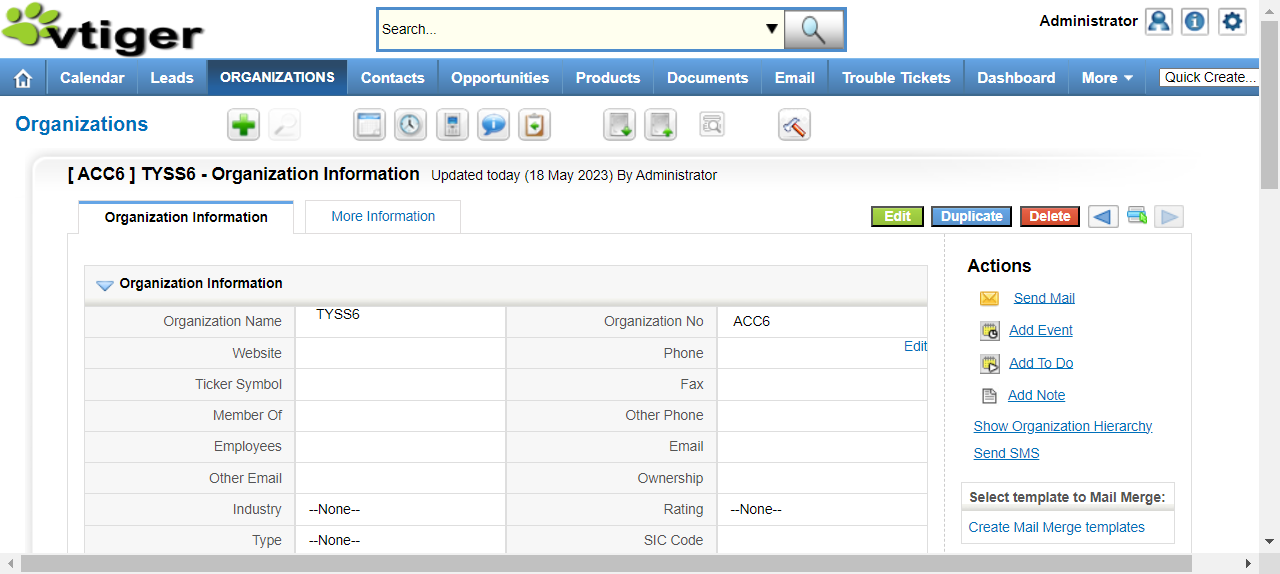 vtiger
Search...
Administrator
Calendar Leads ORGANIZATIONS Contacts Opportunities Products Documents Email Trouble Tickets Dashboard More Quick Create...
Organizations
[ ACC6 ] TYSS6 - Organization Information Updated today (18 May 2023) By Administrator
Organization Information More Information Edit Duplicate Delete
Organization Information
Organization Name TYSS6 Organization No ACC6
Website Phone Edit
Ticker Symbol Fax
Member Of Other Phone
Employees Email
Other Email Ownership
Industry --None-- Rating --None--
Type --None-- SIC Code
Actions
Send Mail
Add Event
Add To Do
Add Note
Show Organization Hierarchy
Send SMS
Select template to Mail Merge:
Create Mail Merge templates